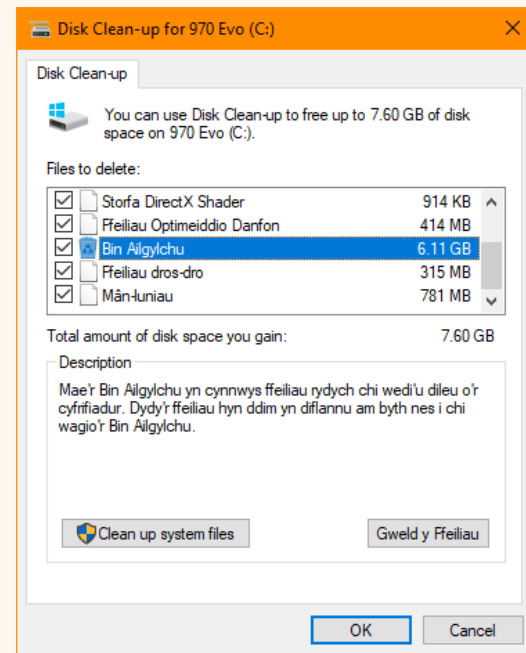 Disk Clean-up for 970 Evo (C:)
Disk Clean-up
You can use Disk Clean-up to free up to 7.60 GB of disk
space on 970 Evo (C:).
Files to delete:
Storfa DirectX Shader 914 KB
Ffeiliau Optimeiddio Danfon 414 MB
Bin Ailgylchu 6.11 GB
Ffeiliau dros-dro 315 MB
Mân-luniau 781 MB
Total amount of disk space you gain: 7.60 GB
Description
Mae'r Bin Ailgylchu yn cynnwys ffeiliau rydych chi wedi'u dileu o'r
cyfrifiadur. Dydy'r ffeiliau hyn ddim yn diflannu am byth nes i chi
wagio'r Bin Ailgylchu.
Clean up system files Gweld y Ffeiliau
OK Cancel